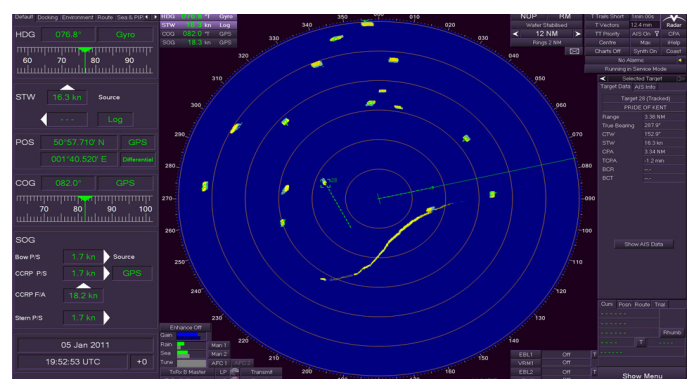 Default Docking Environment Route Sea & PIP
HDG 076.8° Gyro
60 70 80 90
STW 16.3 kn Source
- - - Log
POS 50°57.710' N GPS
001°40.520' E Differential
COG 082.0° GPS
70 80 90 100
SOG
Bow P/S 1.7 kn Source
CCRP P/S 1.7 kn GPS
CCRP F/A 18.2 kn
Stern P/S 1.7 kn
05 Jan 2011
19:52:53 UTC +0
HDG 076.8 °T Gyro
STW 16.3 kn Log
COG 082.0 °T GPS
SOG 18.3 kn GPS
320 330 340 350 000 010 020 030 040
310
300
290
280
270
260
250
240
230
220
210
050
060
070
080
090
100
110
120
130
140
150
Enhance Off
Gain
Rain Man 1
Sea Man 2
Tune AFC 1 AFC 2
TxRx B Master LP Transmit
NUP RM
Water Stabilised
< 12 NM >
Rings 2 NM
T Trails Short 1min-00s
T Vectors 12.4 min Radar
TT Priority AIS On CPA
Centre Max iHelp
Charts Off Synth On Coast
No Alarms
Running in Service Mode
Selected Target
Target Data AIS Info
Target 28 (Tracked)
PRIDE OF KENT
Range 3.36 NM
True Bearing 267.9°
CTW 152.9°
STW 16.3 kn
CPA 3.34 NM
TCPA -1.2 min
BCR --.-
BCT --.-
Show AIS Data
Curs Posn Route Trial
Rhumb
T
EBL1 Off T
VRM1 Off
EBL2 Off T
Show Menu